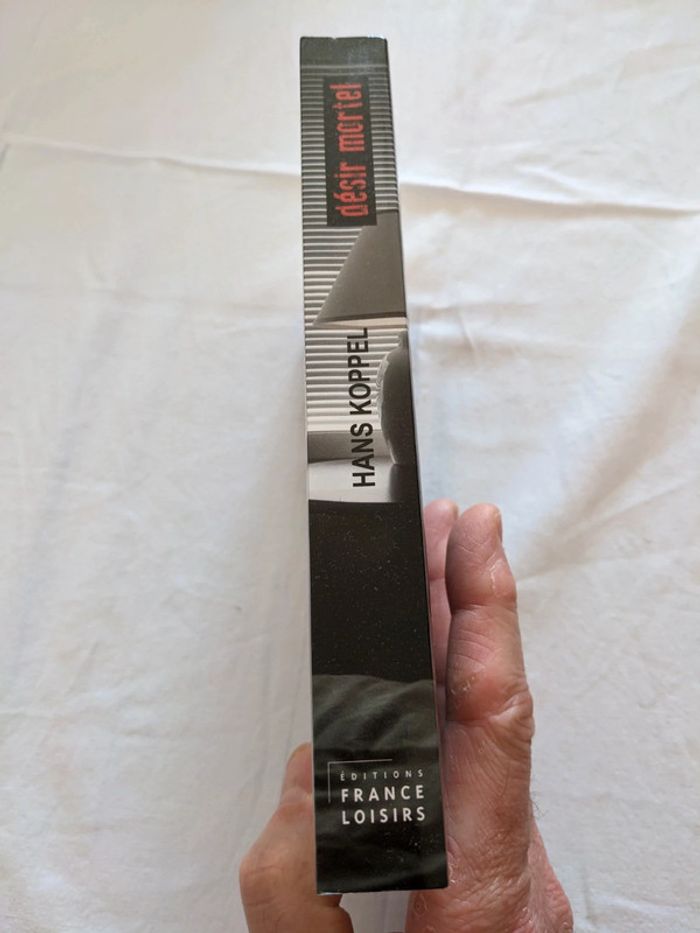 désir mortel
HANS KOPPEL
ÉDITIONS
FRANCE
LOISIRS